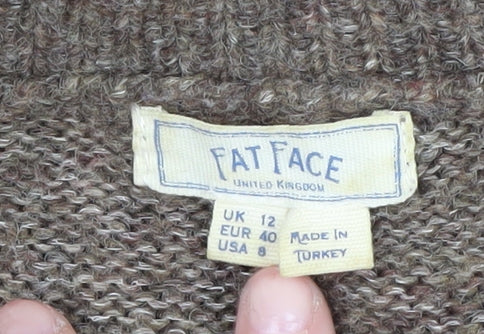 FAT FACE
UNITED KINGDOM
UK 12
EUR 40
USA 8
MADE IN
TURKEY